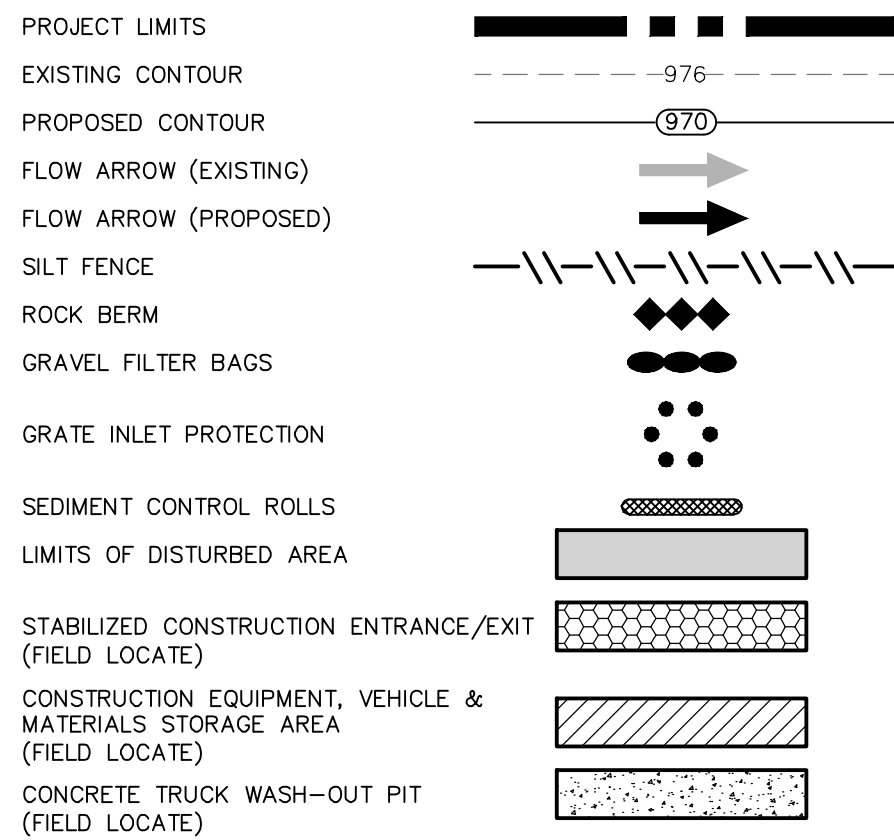 PROJECT LIMITS
EXISTING CONTOUR 976
PROPOSED CONTOUR 970
FLOW ARROW (EXISTING)
FLOW ARROW (PROPOSED)
SILT FENCE
ROCK BERM
GRAVEL FILTER BAGS
GRATE INLET PROTECTION
SEDIMENT CONTROL ROLLS
LIMITS OF DISTURBED AREA
STABILIZED CONSTRUCTION ENTRANCE/EXIT
(FIELD LOCATE)
CONSTRUCTION EQUIPMENT, VEHICLE &
MATERIALS STORAGE AREA
(FIELD LOCATE)
CONCRETE TRUCK WASH-OUT PIT
(FIELD LOCATE)